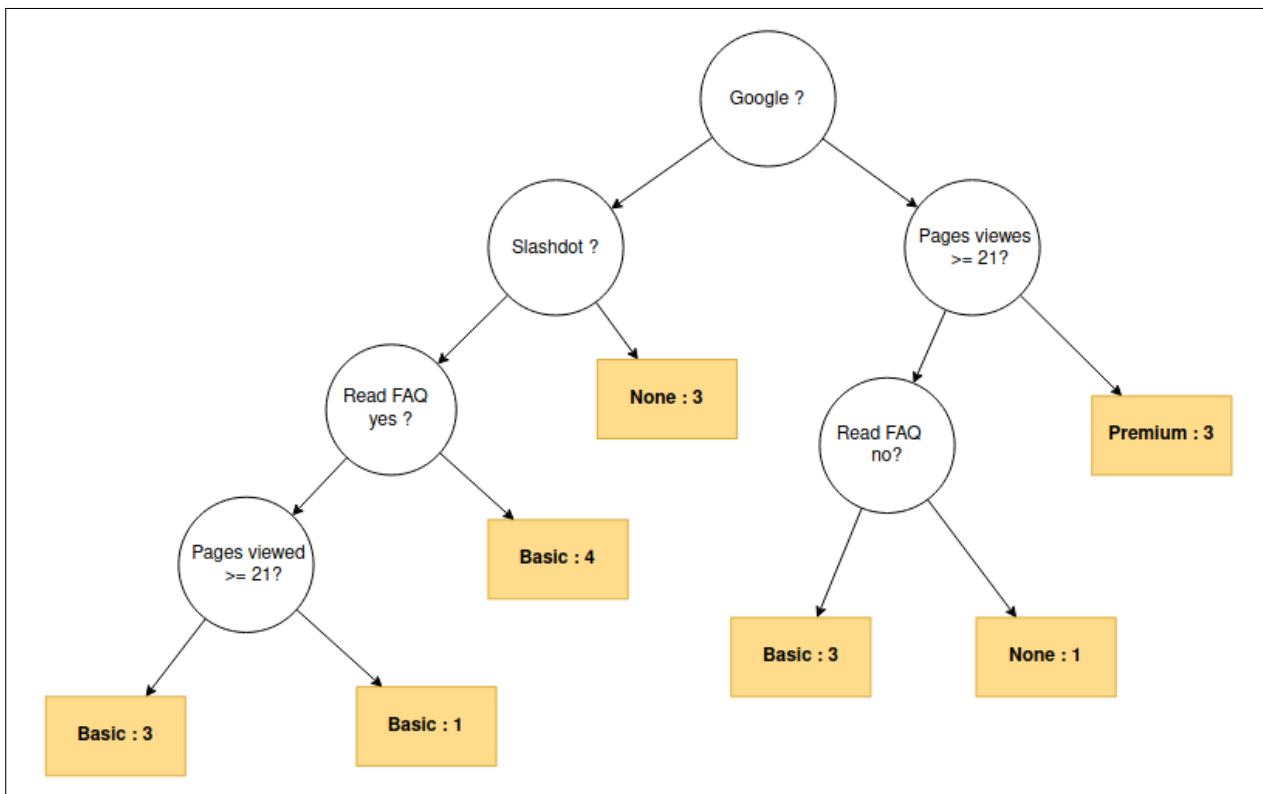 Google ?
Slashdot ?
Pages viewes
>= 21?
Read FAQ
yes ?
None : 3
Read FAQ
no?
Premium : 3
Pages viewed
>= 21?
Basic : 4
Basic : 3
None : 1
Basic : 3
Basic : 1